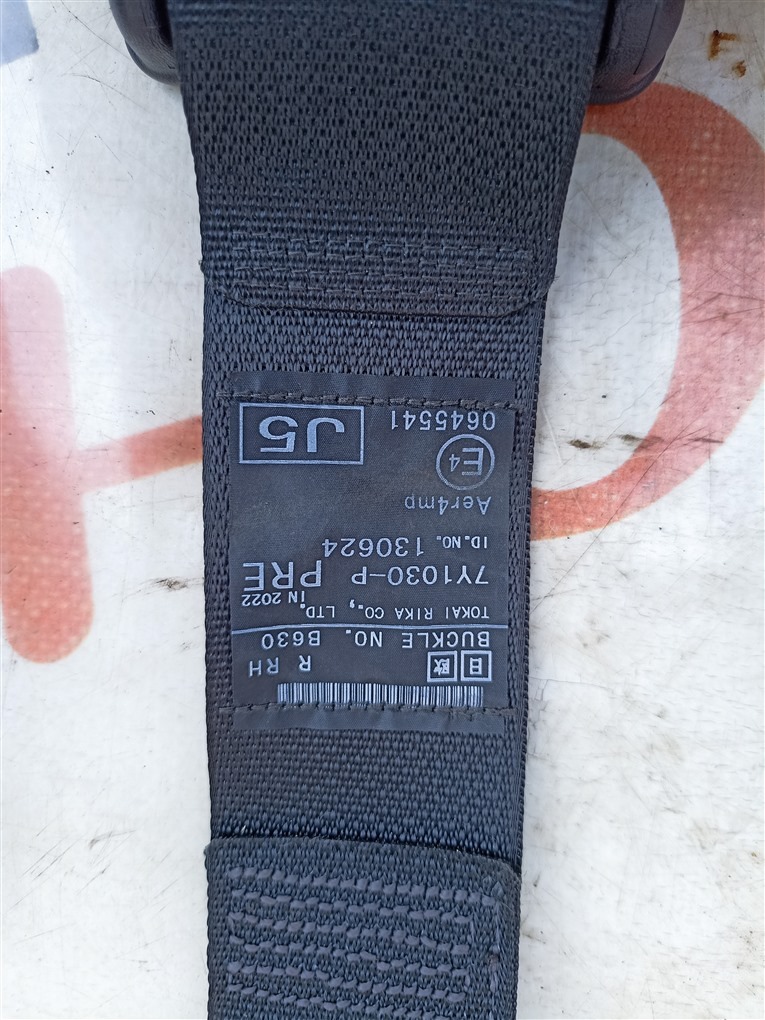 日 欧 R RH
BUCKLE NO. B630
TOKAI RIKA CO., LTD.
IN 2022
7Y1030-P PRE
ID.NO. 130624
Aer4mp
E4 J5
0645541